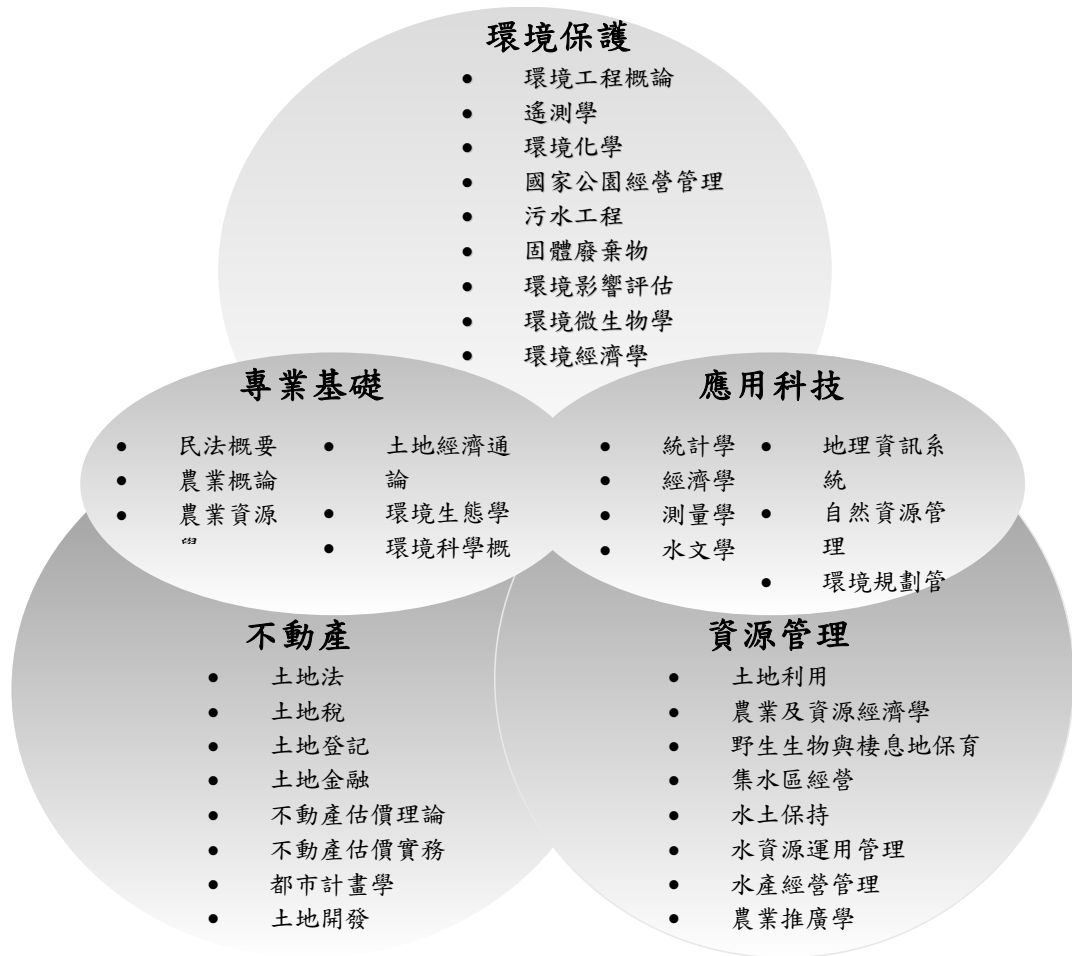 環境保護
• 環境工程概論
• 遙測學
• 環境化學
• 國家公園經營管理
• 污水工程
• 固體廢棄物
• 環境影響評估
• 環境微生物學
• 環境經濟學
專業基礎
• 民法概要
• 農業概論
• 農業資源
• 土地經濟通
論
• 環境生態學
• 環境科學概
應用科技
• 統計學
• 經濟學
• 測量學
• 水文學
• 地理資訊系
統
• 自然資源管
理
• 環境規劃管
不動產
• 土地法
• 土地稅
• 土地登記
• 土地金融
• 不動產估價理論
• 不動產估價實務
• 都市計畫學
• 土地開發
資源管理
• 土地利用
• 農業及資源經濟學
• 野生生物與棲息地保育
• 集水區經營
• 水土保持
• 水資源運用管理
• 水產經營管理
• 農業推廣學